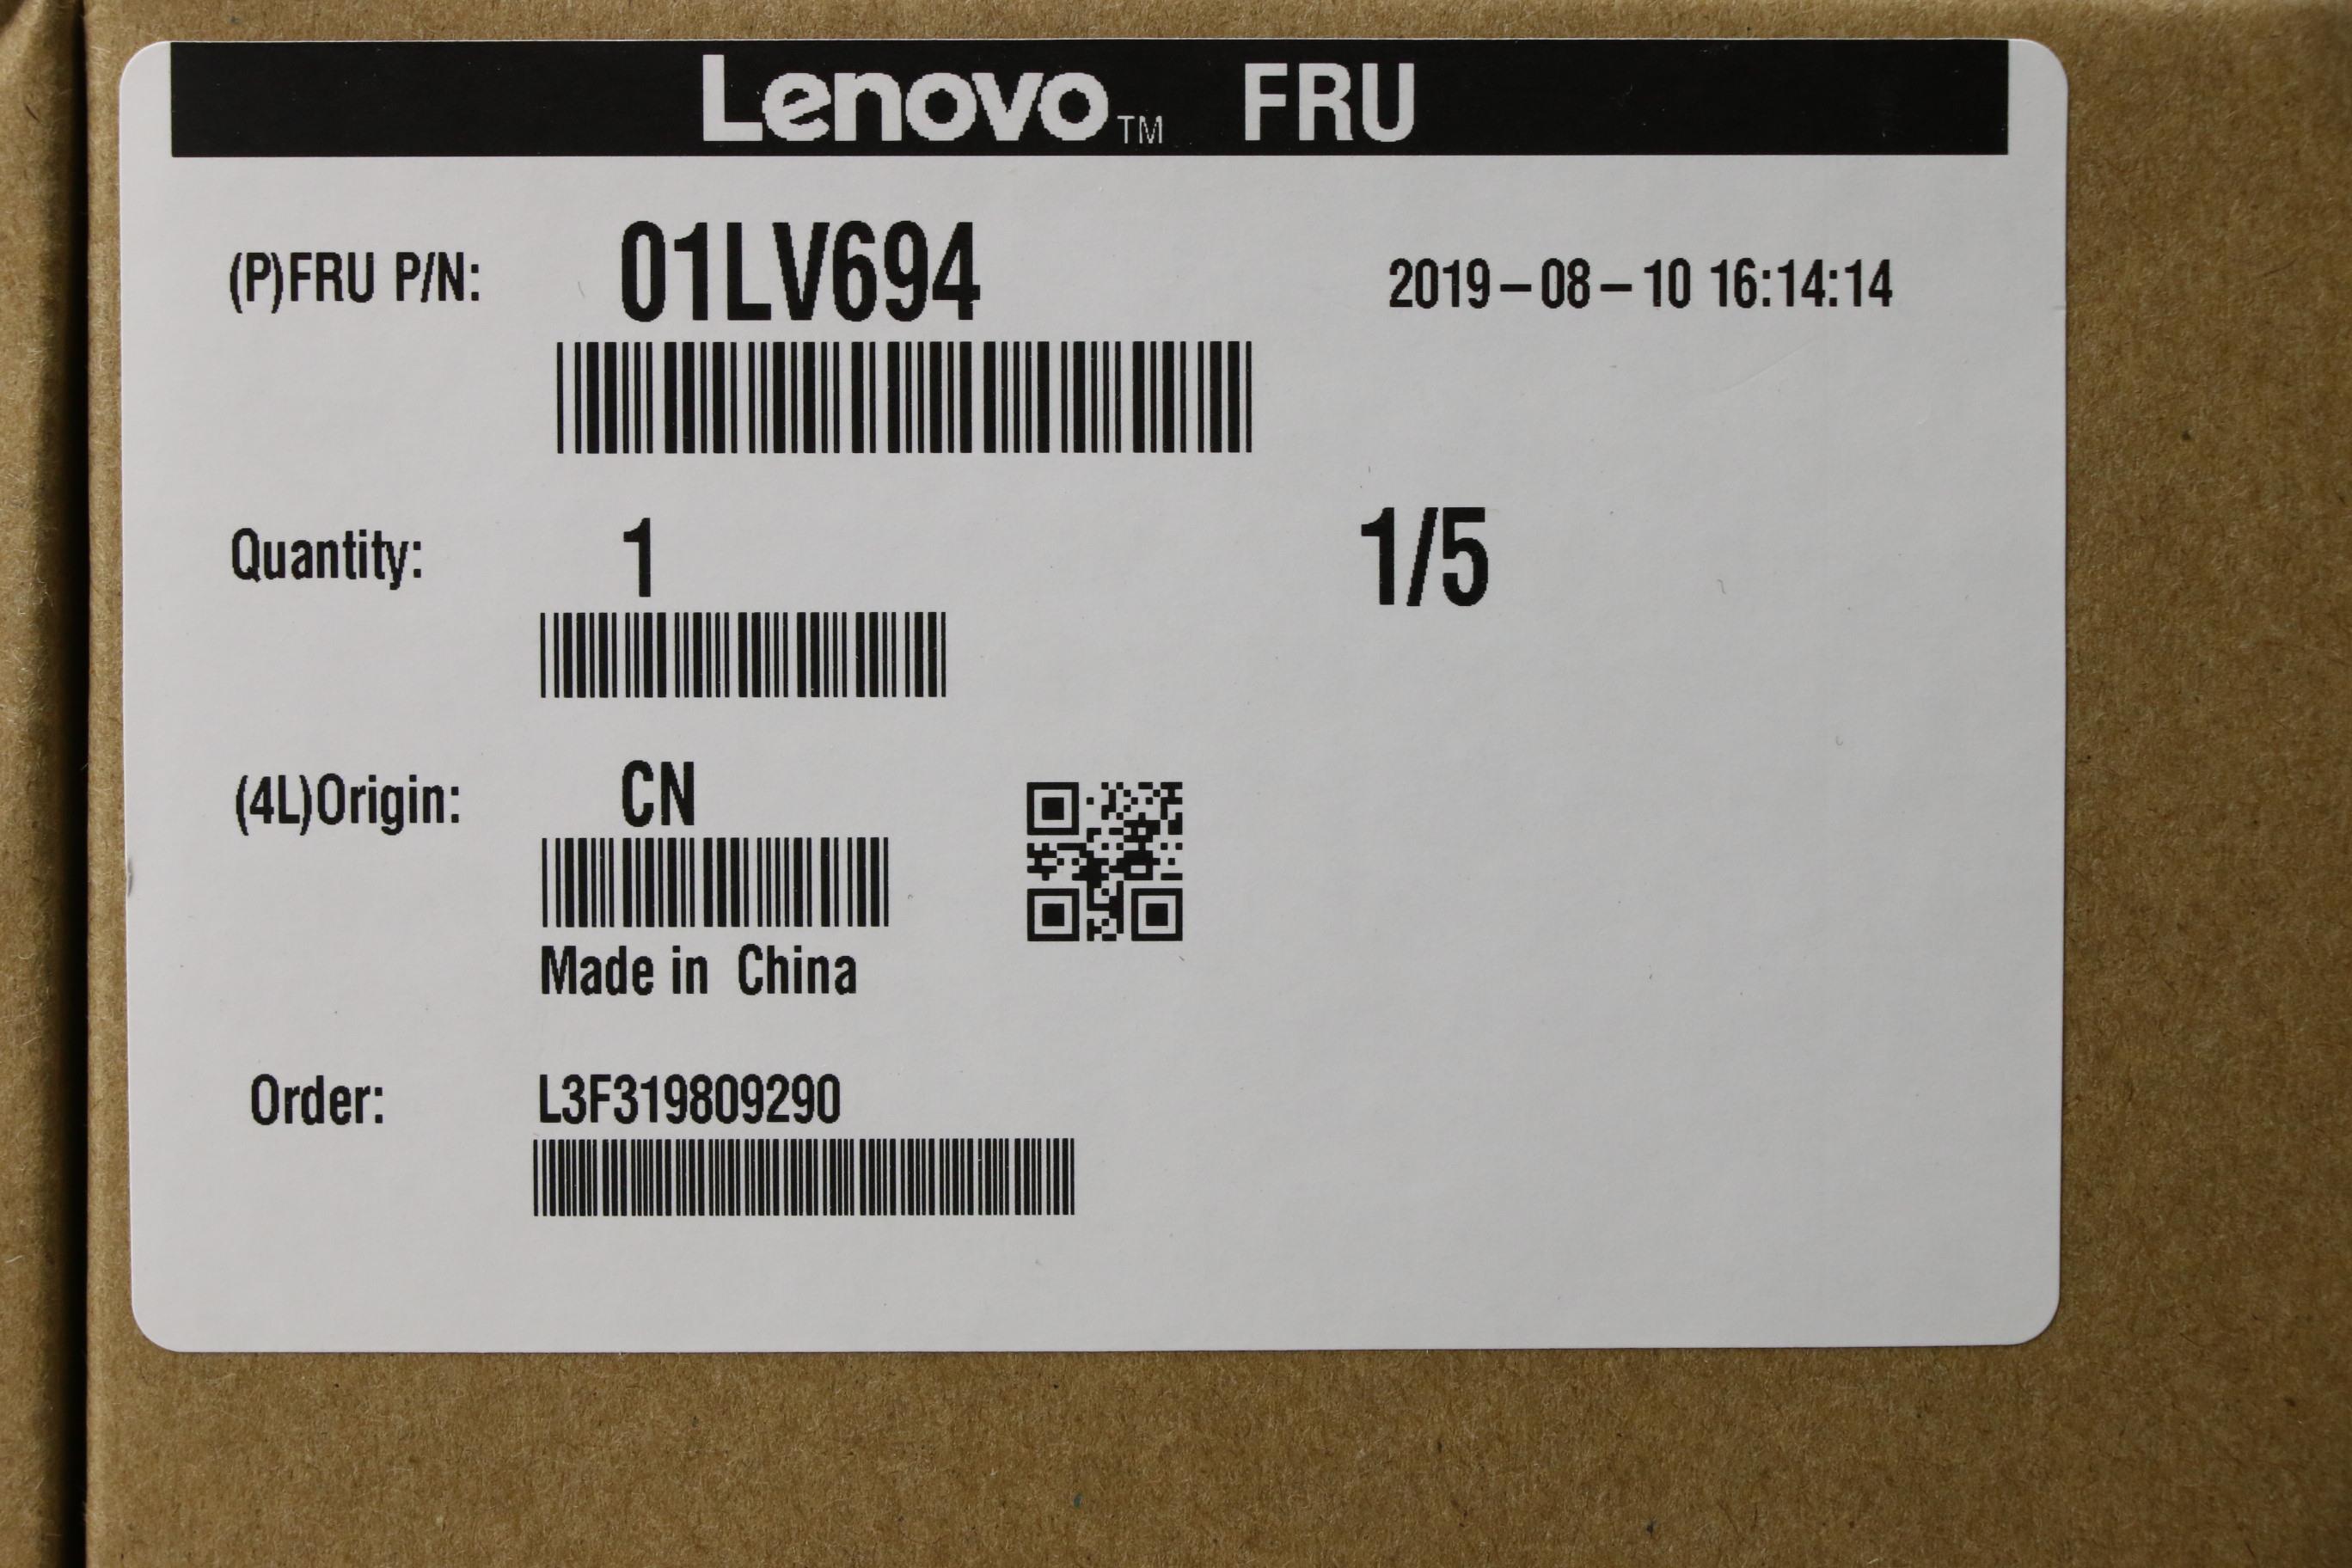 Lenovo™ FRU
(P)FRU P/N: 01LV694 2019-08-10 16:14:14
Quantity: 1 1/5
(4L)Origin: CN
Made in China
Order: L3F319809290